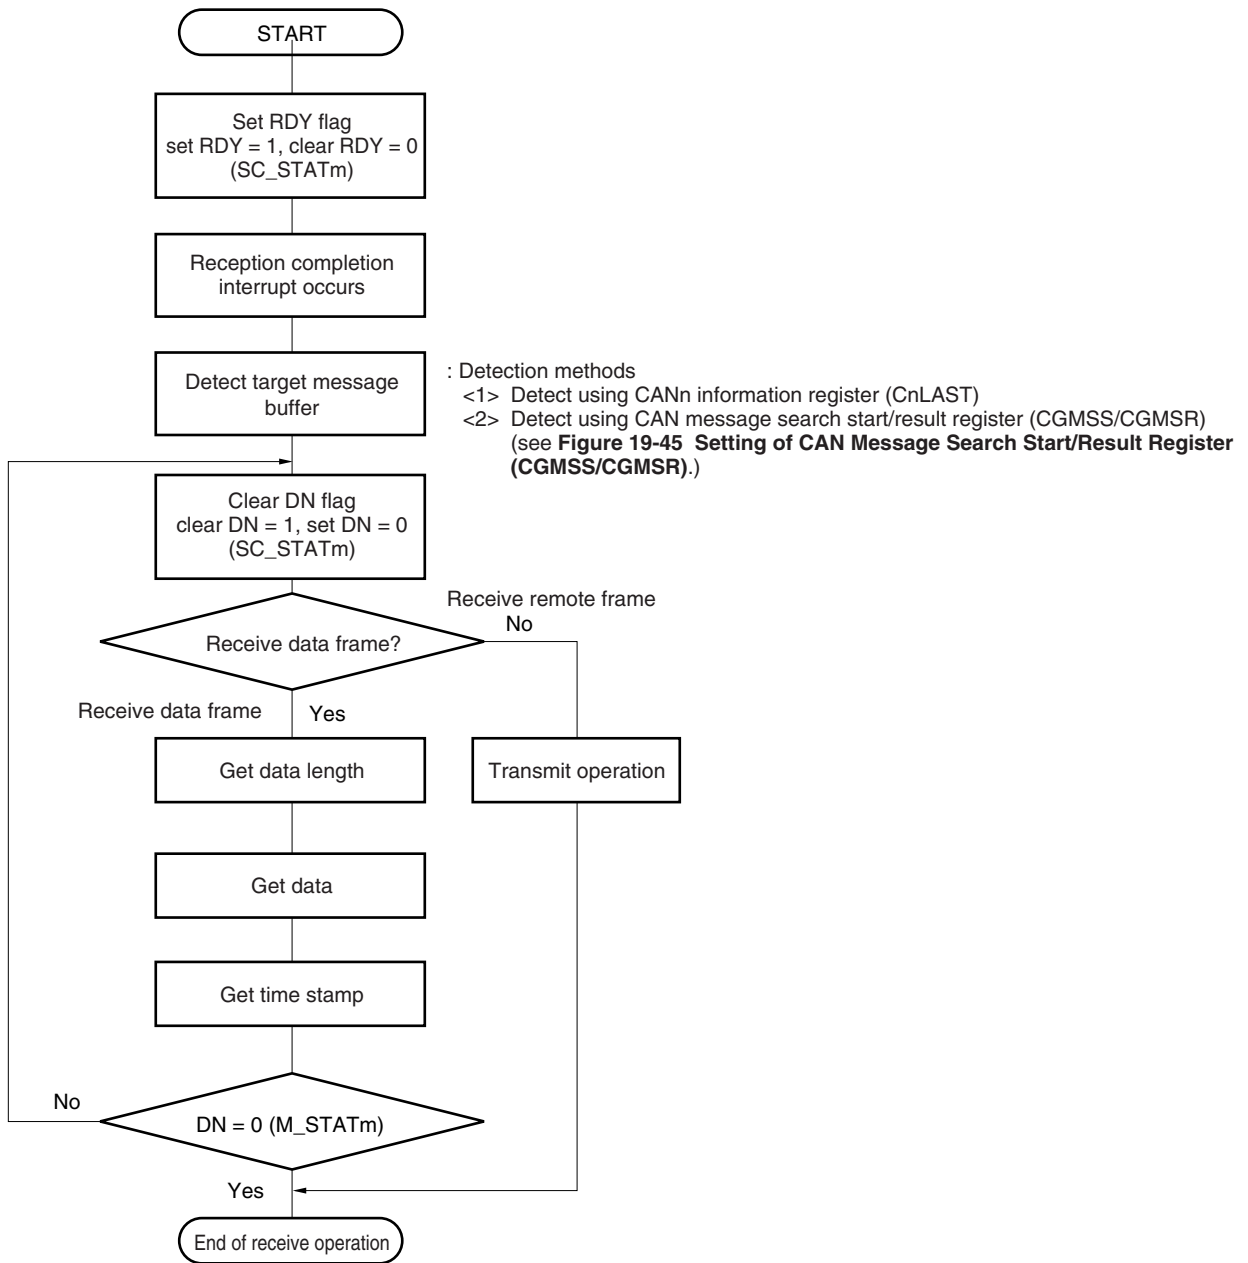 START
Set RDY flag
set RDY = 1, clear RDY = 0
(SC_STATm)
Reception completion
interrupt occurs
Detect target message
buffer
: Detection methods
<1> Detect using CANn information register (CnLAST)
<2> Detect using CAN message search start/result register (CGMSS/CGMSR)
(see Figure 19-45 Setting of CAN Message Search Start/Result Register
(CGMSS/CGMSR).)
Clear DN flag
clear DN = 1, set DN = 0
(SC_STATm)
Receive data frame?
Receive remote frame
No
Receive data frame
Yes
Get data length
Transmit operation
Get data
Get time stamp
DN = 0 (M_STATm)
No
Yes
End of receive operation